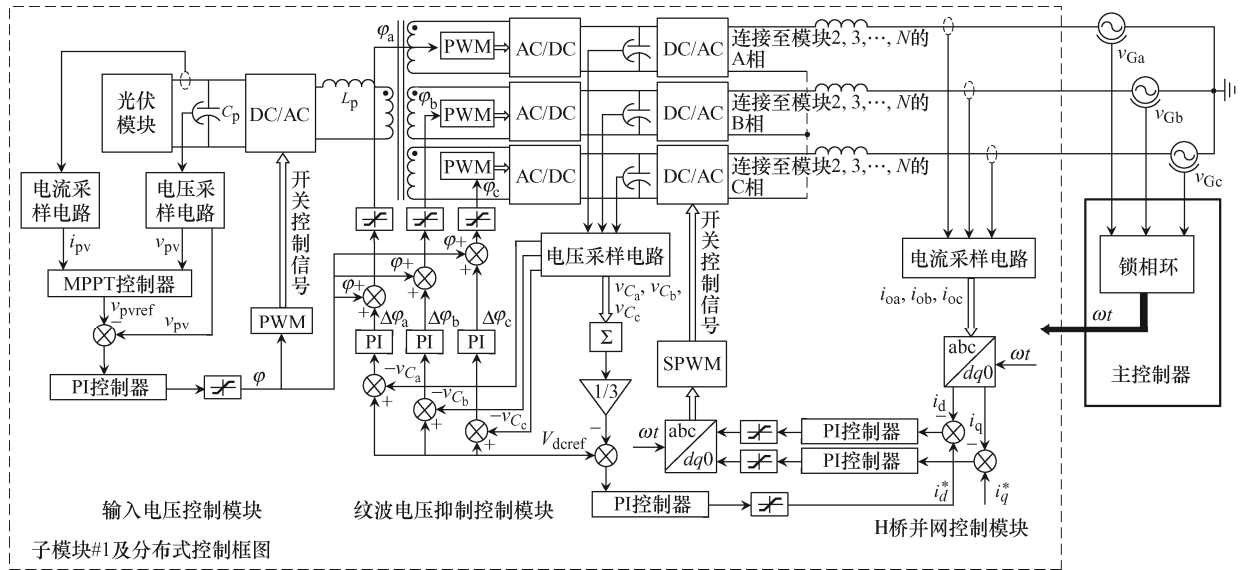 φa
PWM
AC/DC
DC/AC
连接至模块2, 3,⋯, N的
A相
vGa
光伏
模块
Cp
DC/AC
Lp
φb
PWM
AC/DC
DC/AC
连接至模块2, 3,⋯, N的
B相
vGb
PWM
φc
AC/DC
DC/AC
连接至模块2, 3,⋯, N的
C相
vGc
电流采
样电路
电压采
样电路
开关控制信号
ipv
vpv
MPPT控制器
vpvref
−
vpv
PWM
PI控制器
φ
φ+
φ+
φ+
+
+
+
Δφa
Δφb
Δφc
PI
PI
PI
−vCa
−vCb
−vCc
+
+
+
电压采样电路
vCa, vCb,
vCc
Σ
1/3
−
Vdcref
PI控制器
开关控制信号
SPWM
abc
dq0
ωt
PI控制器
PI控制器
电流采样电路
ioa, iob, ioc
abc
dq0
ωt
id
−
iq
−
i*d
i*q
锁相环
ωt
主控制器
输入电压控制模块
纹波电压抑制控制模块
H桥并网控制模块
子模块#1及分布式控制框图